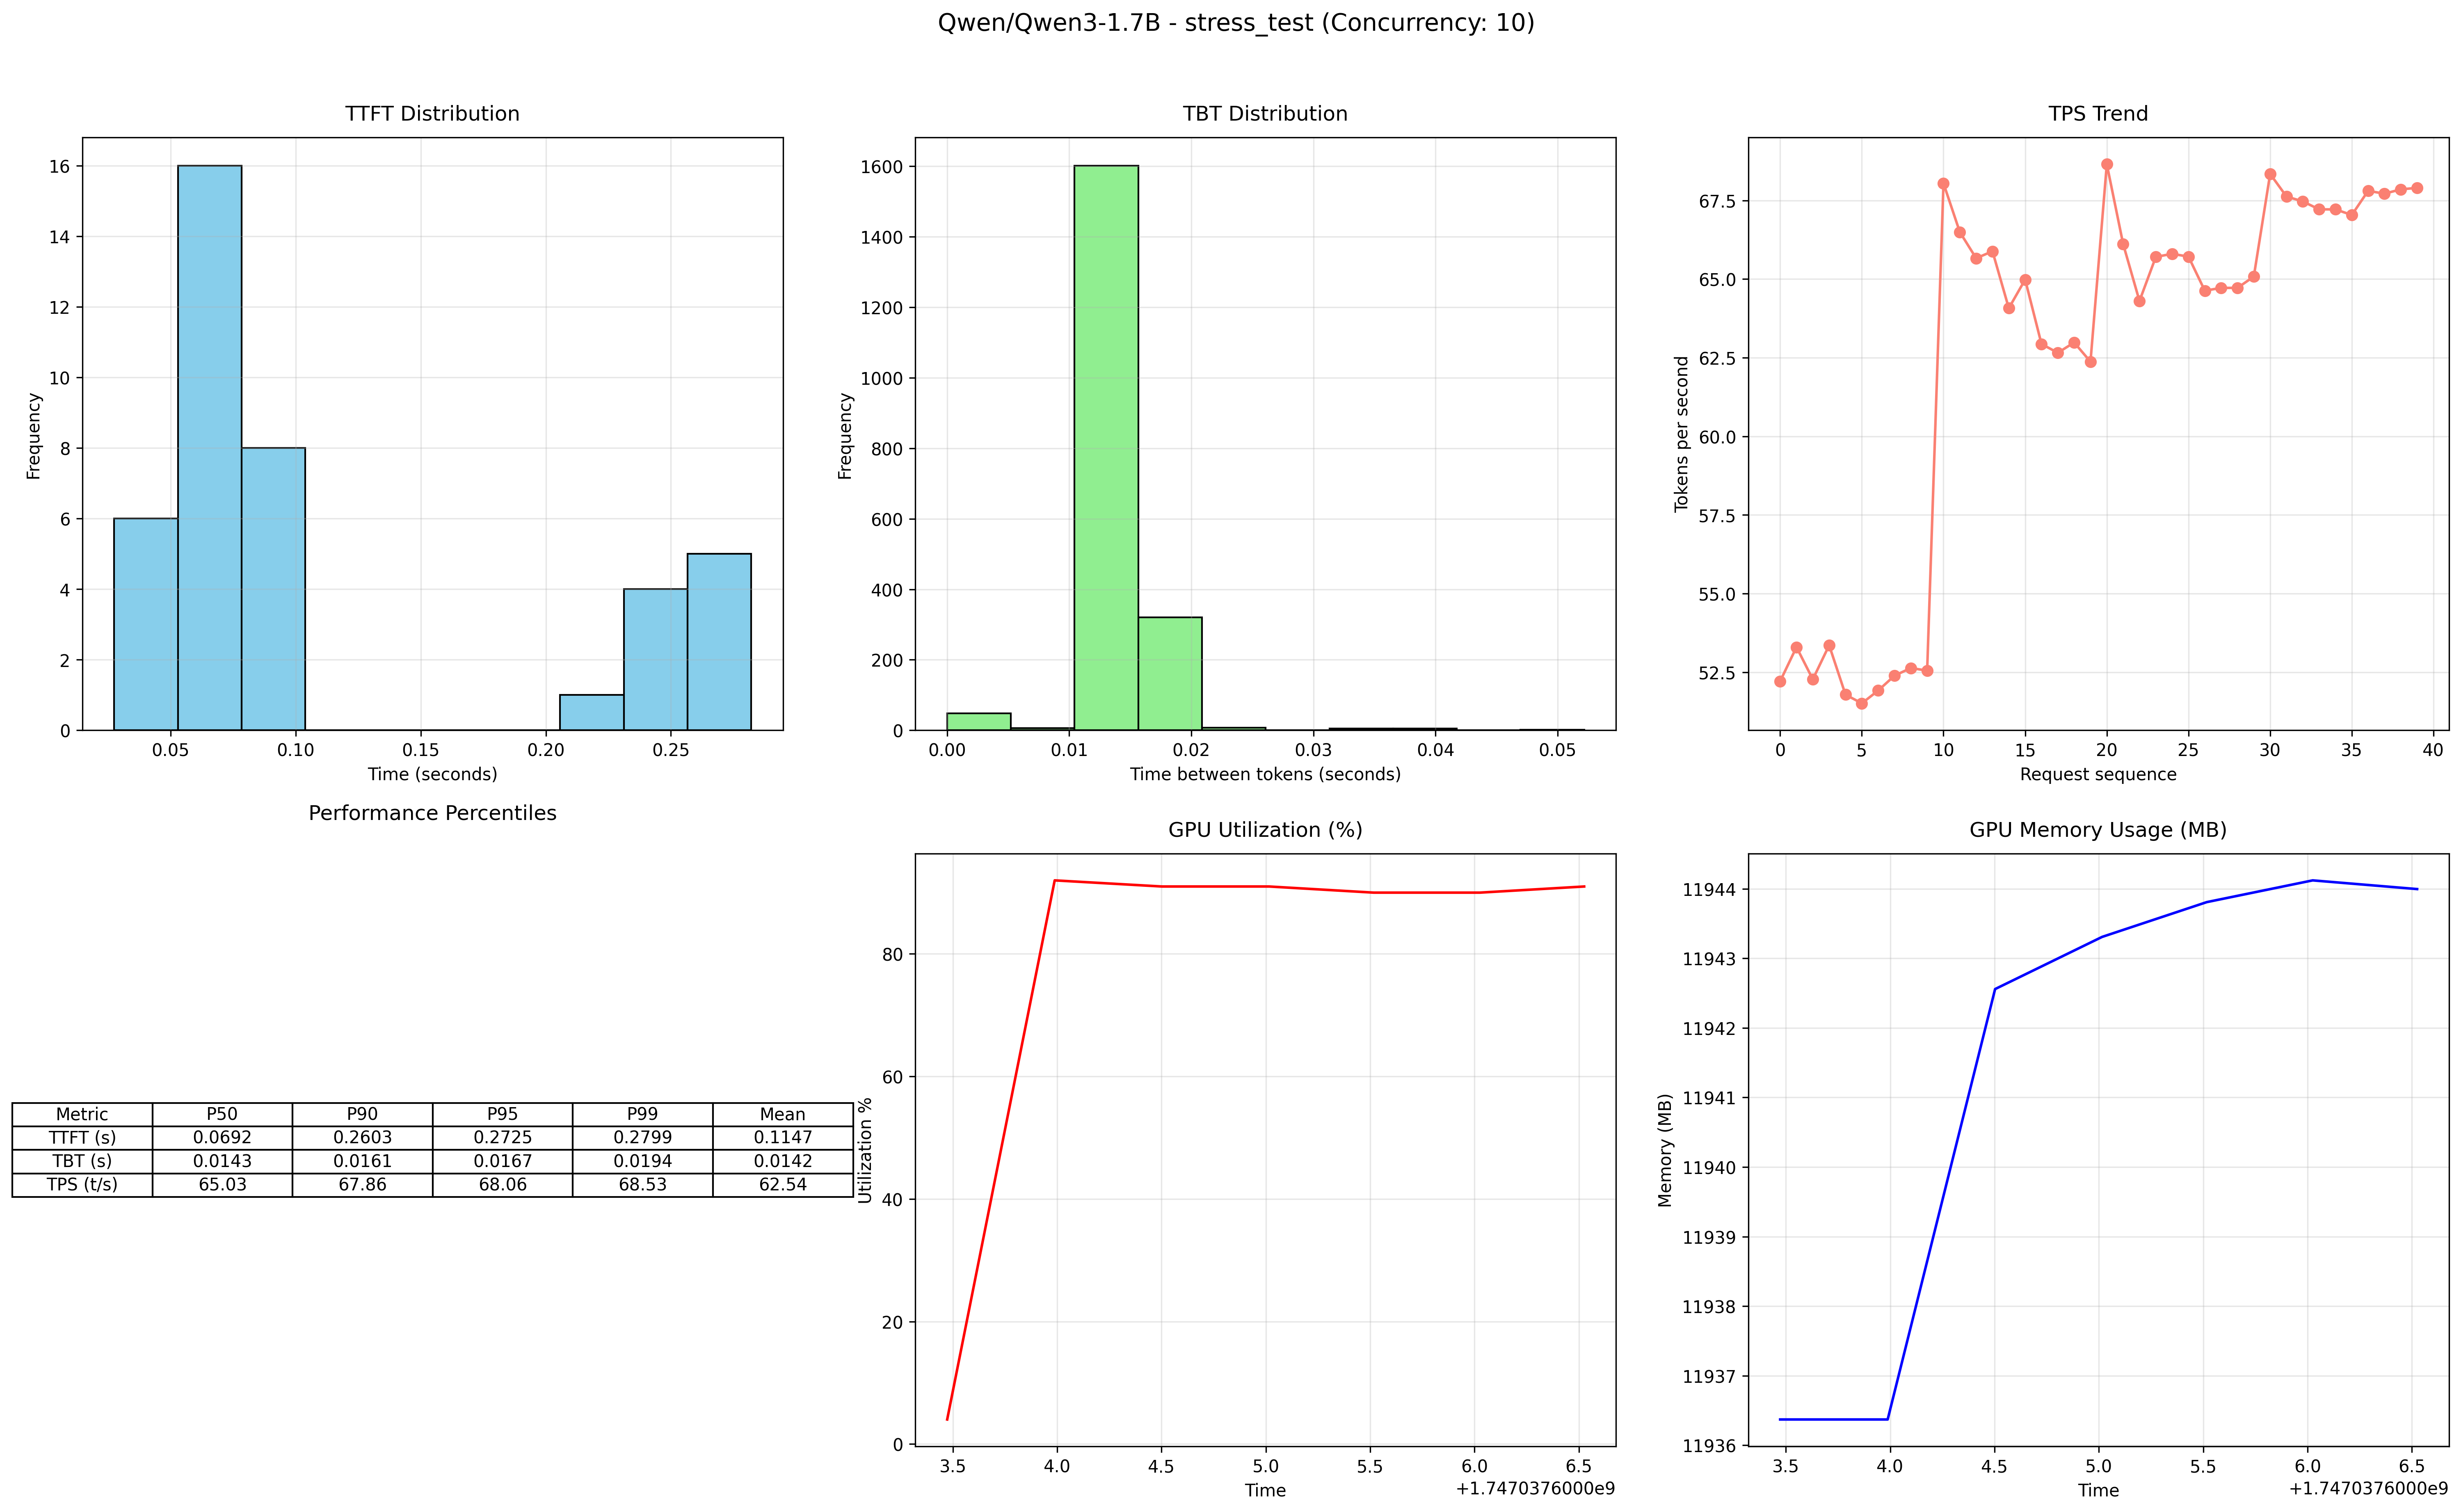 Qwen/Qwen3-1.7B - stress_test (Concurrency: 10)
TTFT Distribution
16
14
12
10
8
6
4
2
0
Frequency
0.05 0.10 0.15 0.20 0.25
Time (seconds)
TBT Distribution
1600
1400
1200
1000
800
600
400
200
0
Frequency
0.00 0.01 0.02 0.03 0.04 0.05
Time between tokens (seconds)
TPS Trend
67.5
65.0
62.5
60.0
57.5
55.0
52.5
Tokens per second
0 5 10 15 20 25 30 35 40
Request sequence
Performance Percentiles
Metric P50 P90 P95 P99 Mean
TTFT (s) 0.0692 0.2603 0.2725 0.2799 0.1147
TBT (s) 0.0143 0.0161 0.0167 0.0194 0.0142
TPS (t/s) 65.03 67.86 68.06 68.53 62.54
GPU Utilization (%)
80
60
40
20
0
Utilization %
3.5 4.0 4.5 5.0 5.5 6.0 6.5
Time
+1.7470376000e9
GPU Memory Usage (MB)
11944
11943
11942
11941
11940
11939
11938
11937
11936
Memory (MB)
3.5 4.0 4.5 5.0 5.5 6.0 6.5
Time
+1.7470376000e9